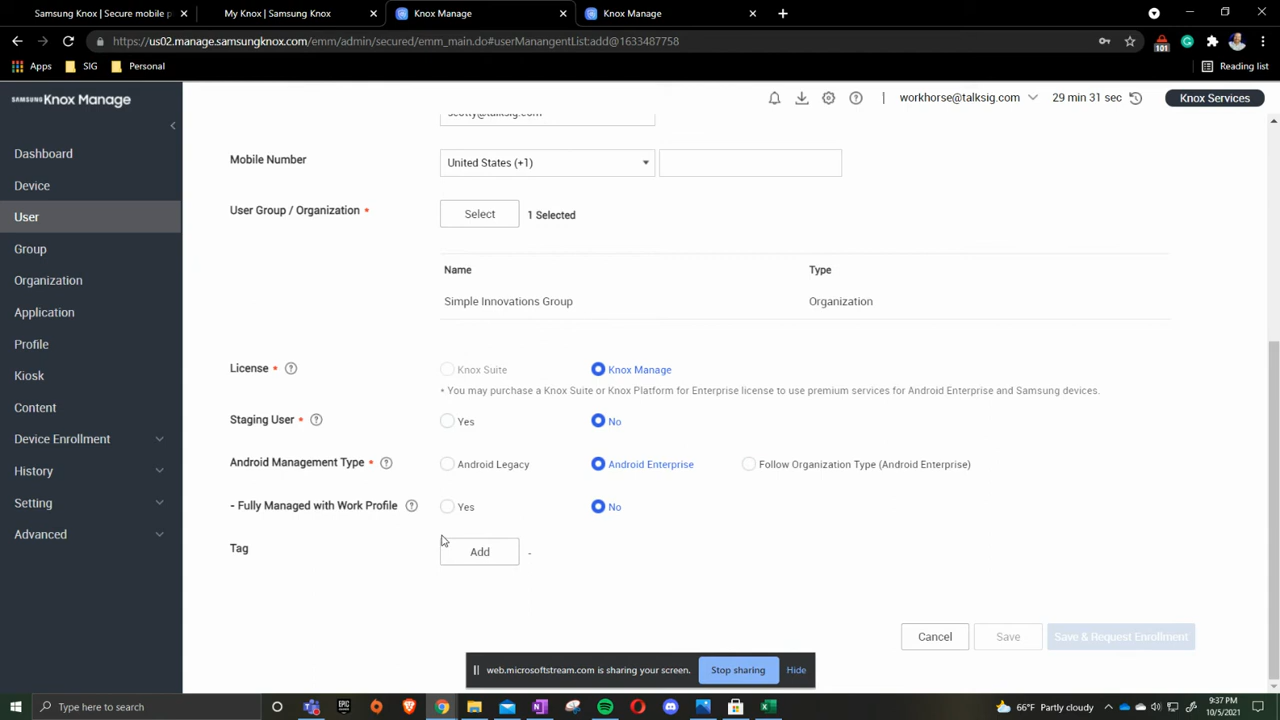 Samsung Knox | Secure mobile p
My Knox | Samsung Knox
Knox Manage
Knox Manage
https://us02.manage.samsungknox.com/emm/admin/secured/emm_main.do#userManangentList:add@1633487758
101
Apps
SIG
Personal
Reading list
SAMSUNG Knox Manage
workhorse@talksig.com
29 min 31 sec
Knox Services
Dashboard
Device
User
Group
Organization
Application
Profile
Kiosk
Content
Device Enrollment
History
Setting
Advanced
scotty@talksig.com
Mobile Number
United States (+1)
User Group / Organization *
Select
1 Selected
Name
Type
Simple Innovations Group
Organization
License *
Knox Suite
Knox Manage
• You may purchase a Knox Suite or Knox Platform for Enterprise license to use premium services for Android Enterprise and Samsung devices.
Staging User *
Yes
No
Android Management Type *
Android Legacy
Android Enterprise
Follow Organization Type (Android Enterprise)
- Fully Managed with Work Profile
Yes
No
Tag
Add
-
Cancel
Save
Save & Request Enrollment
web.microsoftstream.com is sharing your screen.
Stop sharing
Hide
Type here to search
EPIC
66°F Partly cloudy
9:37 PM
10/5/2021